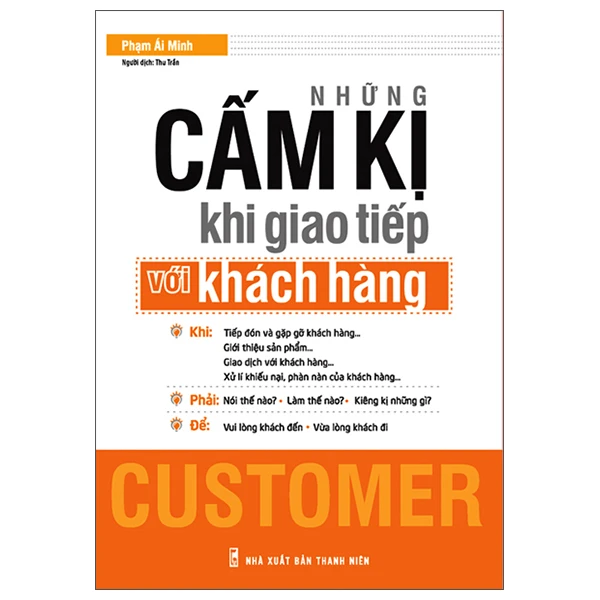 Phạm Ái Minh
Người dịch: Thu Trần
NHỮNG
CẤM KỊ
khi giao tiếp
với khách hàng
Khi: Tiếp đón và gặp gỡ khách hàng...
Giới thiệu sản phẩm...
Giao dịch với khách hàng...
Xử lí khiếu nại, phàn nàn của khách hàng...
Phải: Nói thế nào? • Làm thế nào? • Kiêng kị những gì?
Để: Vui lòng khách đến • Vừa lòng khách đi
CUSTOMER
NHÀ XUẤT BẢN THANH NIÊN